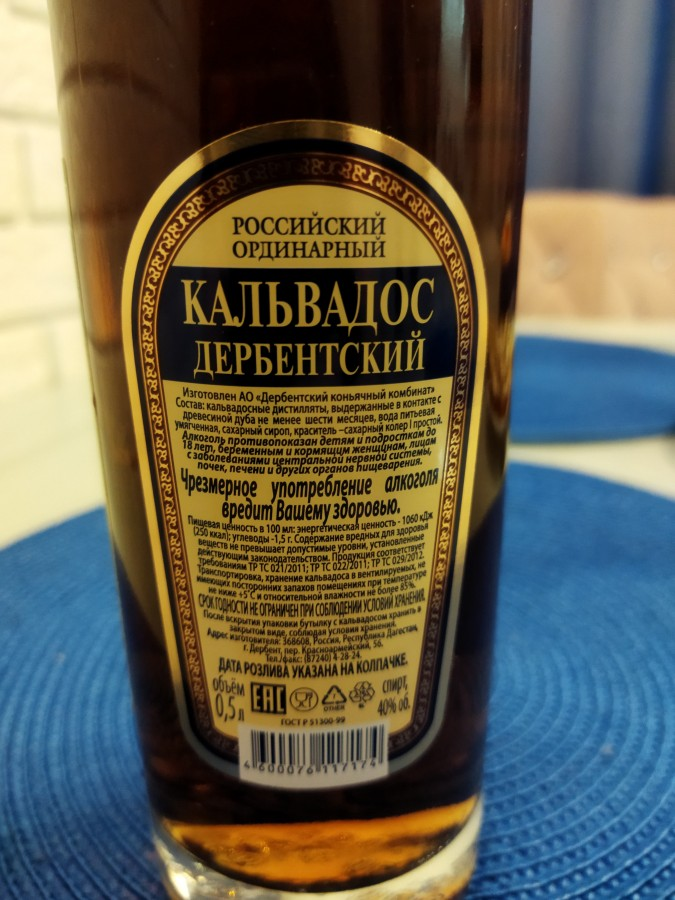 РОССИЙСКИЙ
ОРДИНАРНЫЙ
КАЛЬВАДОС
ДЕРБЕНТСКИЙ
Изготовлен АО «Дербентский коньячный комбинат»
Состав: кальвадосные дистилляты, выдержанные в контакте с
древесиной дуба не менее шести месяцев, вода питьевая
умягченная, сахарный сироп, краситель –сахарный колер I простой.
Алкоголь противопоказан детям и подросткам до
18 лет, беременным и кормящим женщинам, лицам
с заболеваниями центральной нервной системы,
почек, печени и других органов пищеварения.
Чрезмерное употребление алкоголя
вредит Вашему здоровью.
Пищевая ценность в 100 мл: энергетическая ценность - 1060 кДж
(250 ккал); углеводы -1,5 г. Содержание вредных для здоровья
веществ не превышает допустимые уровни, установленные
действующим законодательством. Продукция соответствует
требованиям ТР ТС 021/2011; ТР ТС 022/2011; ТР ТС 029/2012.
Транспортировка, хранение кальвадоса в вентилируемых, не
имеющих посторонних запахов помещениях при температуре
не ниже +5˚С и относительной влажности не более 85%.
СРОК ГОДНОСТИ НЕ ОГРАНИЧЕН ПРИ СОБЛЮДЕНИИ УСЛОВИЙ ХРАНЕНИЯ.
После вскрытия упаковки бутылку с кальвадосом хранить в
закрытом виде, соблюдая условия хранения.
Адрес изготовителя: 368608, Россия, Республика Дагестан,
г. Дербент, пер. Красноармейский, 56.
Тел./факс: (87240) 4-28-24.
ДАТА РОЗЛИВА УКАЗАНА НА КОЛПАЧКЕ.
объём
0,5 л
EAC
спирт,
40% об.
ГОСТ Р 51300-99
4 600076 117174